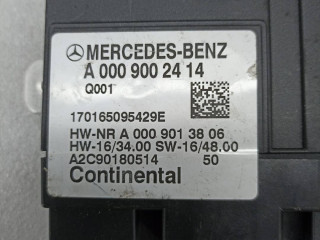 MERCEDES-BENZ
A 000 900 24 14
Q001
170165095429E
HW-NR A 000 901 38 06
HW-16/34.00 SW-16/48.00
A2C90180514 50
Continental